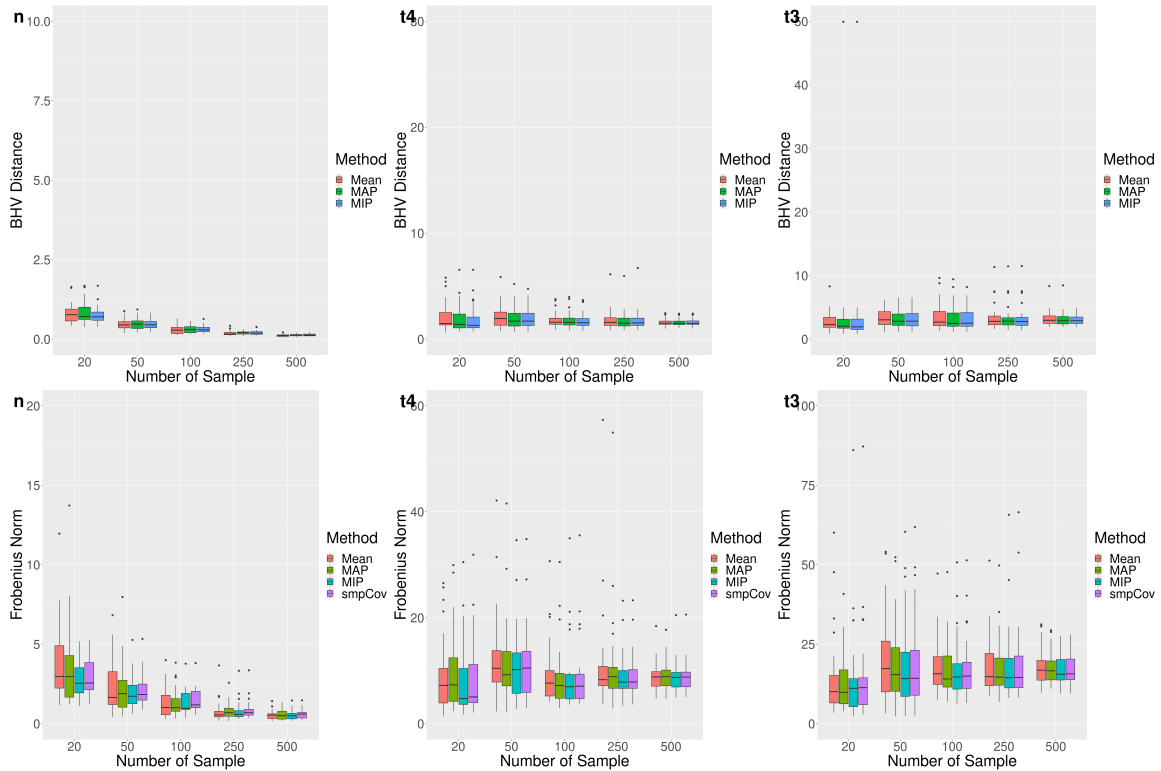 n
10.0
7.5
5.0
2.5
0.0
BHV Distance
20 50 100 250 500
Number of Sample
Method
Mean
MAP
MIP
t4
30
20
10
0
BHV Distance
20 50 100 250 500
Number of Sample
Method
Mean
MAP
MIP
t3
50
40
30
20
10
0
BHV Distance
20 50 100 250 500
Number of Sample
Method
Mean
MAP
MIP
n
20
15
10
5
0
Frobenius Norm
20 50 100 250 500
Number of Sample
Method
Mean
MAP
MIP
smpCov
t4
60
40
20
0
Frobenius Norm
20 50 100 250 500
Number of Sample
Method
Mean
MAP
MIP
smpCov
t3
100
75
50
25
0
Frobenius Norm
20 50 100 250 500
Number of Sample
Method
Mean
MAP
MIP
smpCov